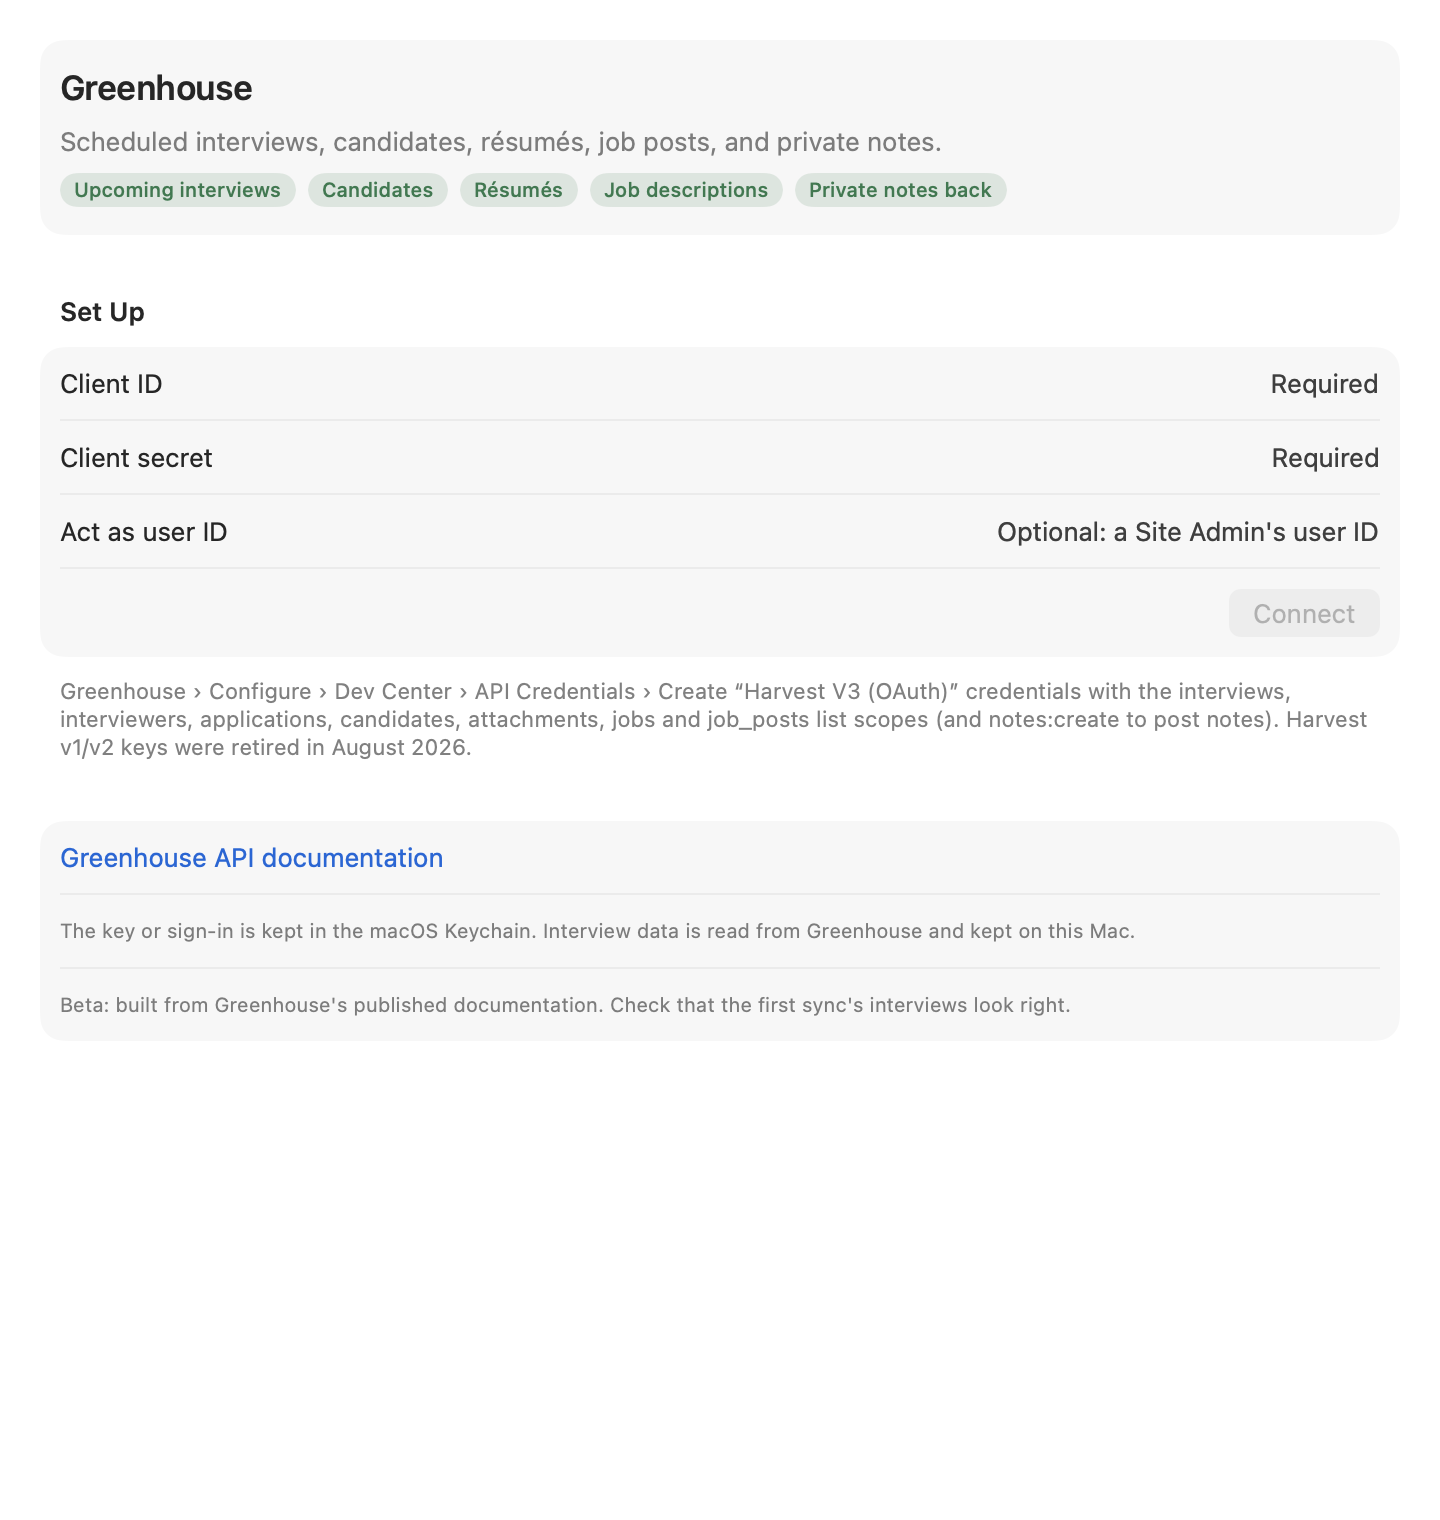 Greenhouse
Scheduled interviews, candidates, résumés, job posts, and private notes.
Upcoming interviews Candidates Résumés Job descriptions Private notes back
Set Up
Client ID Required
Client secret Required
Act as user ID Optional: a Site Admin's user ID
Connect
Greenhouse › Configure › Dev Center › API Credentials › Create “Harvest V3 (OAuth)” credentials with the interviews,
interviewers, applications, candidates, attachments, jobs and job_posts list scopes (and notes:create to post notes). Harvest
v1/v2 keys were retired in August 2026.
Greenhouse API documentation
The key or sign-in is kept in the macOS Keychain. Interview data is read from Greenhouse and kept on this Mac.
Beta: built from Greenhouse's published documentation. Check that the first sync's interviews look right.